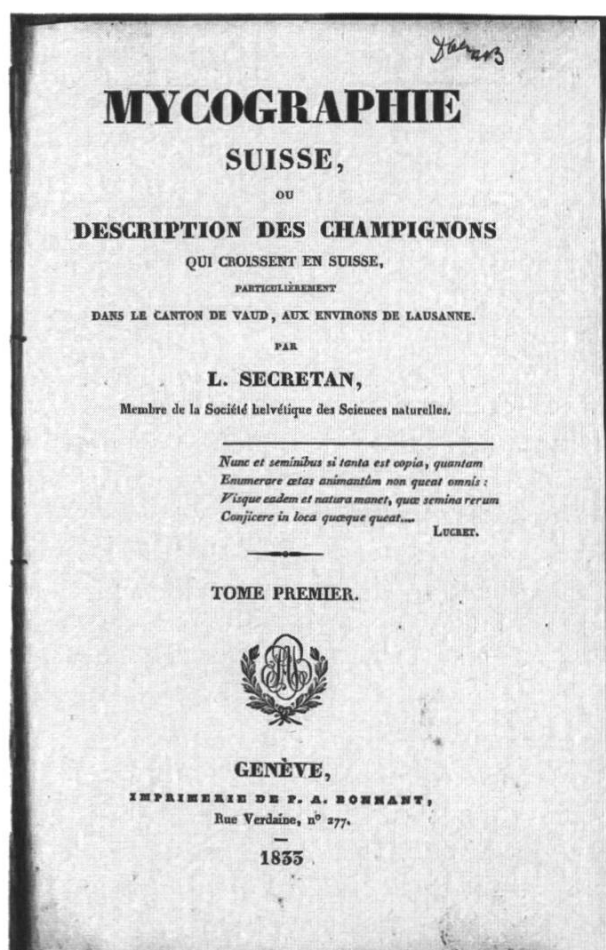 MYCOGRAPHIE
SUISSE,
OU
DESCRIPTION DES CHAMPIGNONS
QUI CROISSENT EN SUISSE,
PARTICULIÈREMENT
DANS LE CANTON DE VAUD, AUX ENVIRONS DE LAUSANNE.
PAR
L. SECRETAN,
Membre de la Société helvétique des Sciences naturelles.
Nunc et seminibus si tanta est copia, quantam
Enumerare ætas animantûm non queat omnis :
Visque eadem et natura manet, quæ semina rerum
Conjicere in loca quæque queat....
LUCRET.
TOME PREMIER.
GENÈVE,
IMPRIMERIE DE P. A. BONNANT,
Rue Verdaine, nº 277.
1833